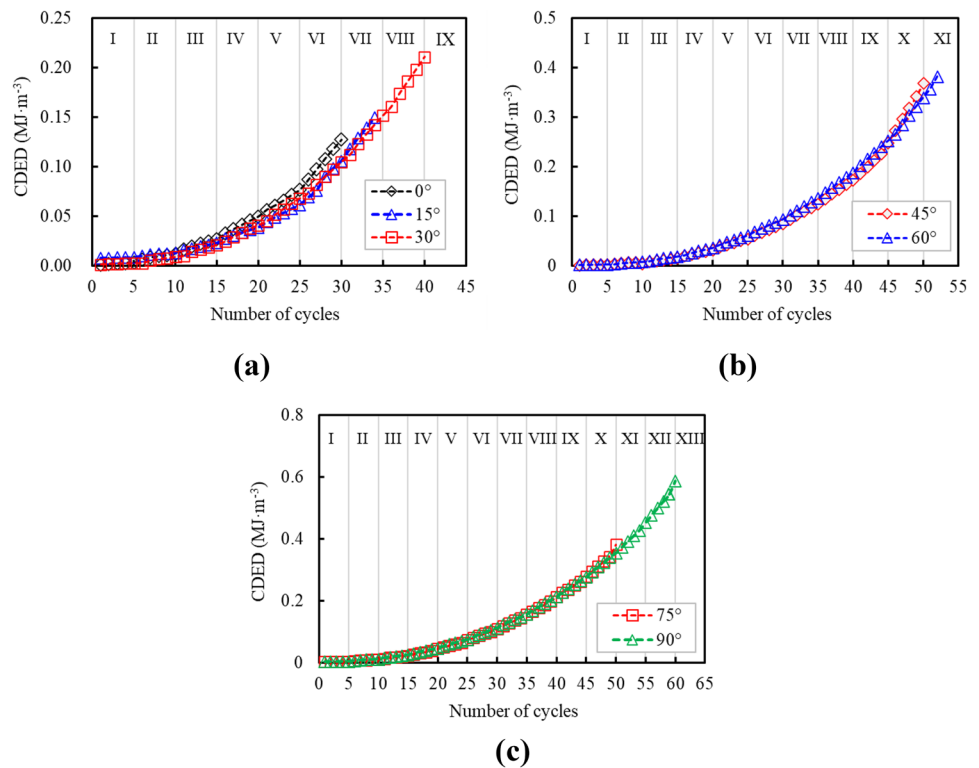 0.25
0.20
0.15
0.10
0.05
0.00
CDED (MJ·m⁻³)
I II III IV V VI VII VIII IX
0°
15°
30°
0 5 10 15 20 25 30 35 40 45
Number of cycles
(a)
0.5
0.4
0.3
0.2
0.1
0
CDED (MJ·m⁻³)
I II III IV V VI VII VIII IX X XI
45°
60°
0 5 10 15 20 25 30 35 40 45 50 55
Number of cycles
(b)
0.8
0.6
0.4
0.2
0
CDED (MJ·m⁻³)
I II III IV V VI VII VIII IX X XI XII XIII
75°
90°
0 5 10 15 20 25 30 35 40 45 50 55 60 65
Number of cycles
(c)